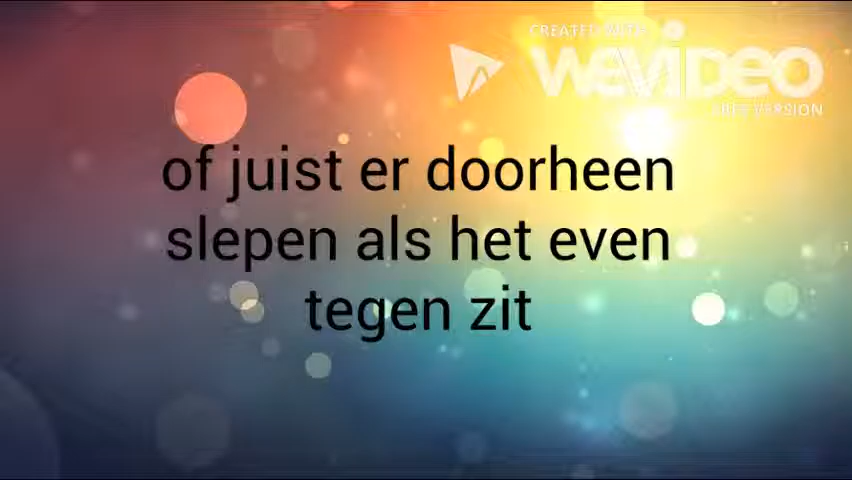 CREATED WITH
WEVIDEO
FREE VERSION
of juist er doorheen
slepen als het even
tegen zit